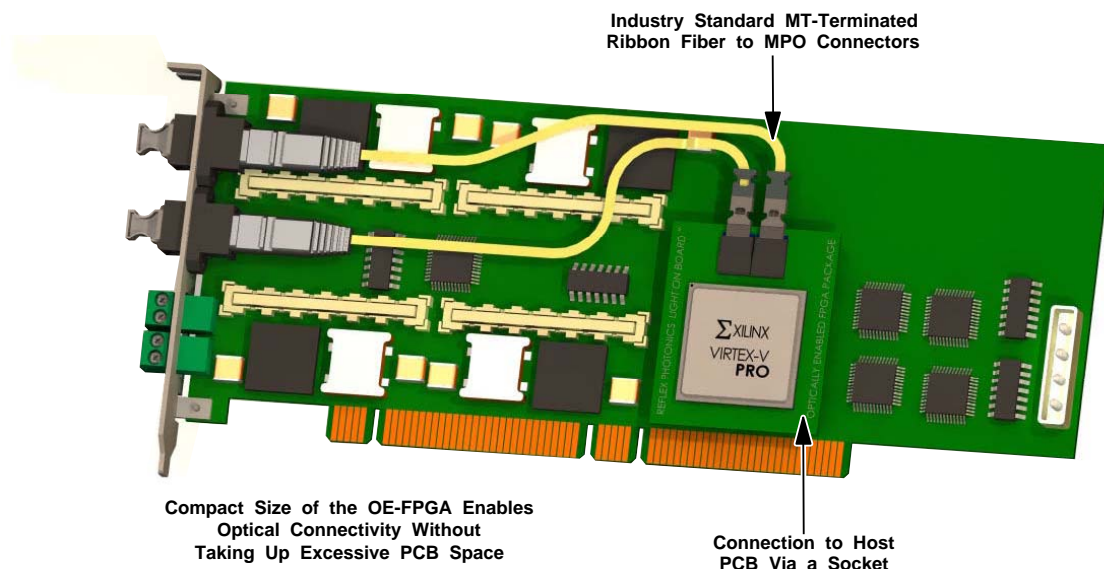 Industry Standard MT-Terminated
Ribbon Fiber to MPO Connectors
REFLEX PHOTONICS LIGHT ON BOARD ®
OPTICALLY ENABLED FPGA PACKAGE
ΣXILINX
VIRTEX-V
PRO
Compact Size of the OE-FPGA Enables
Optical Connectivity Without
Taking Up Excessive PCB Space
Connection to Host
PCB Via a Socket